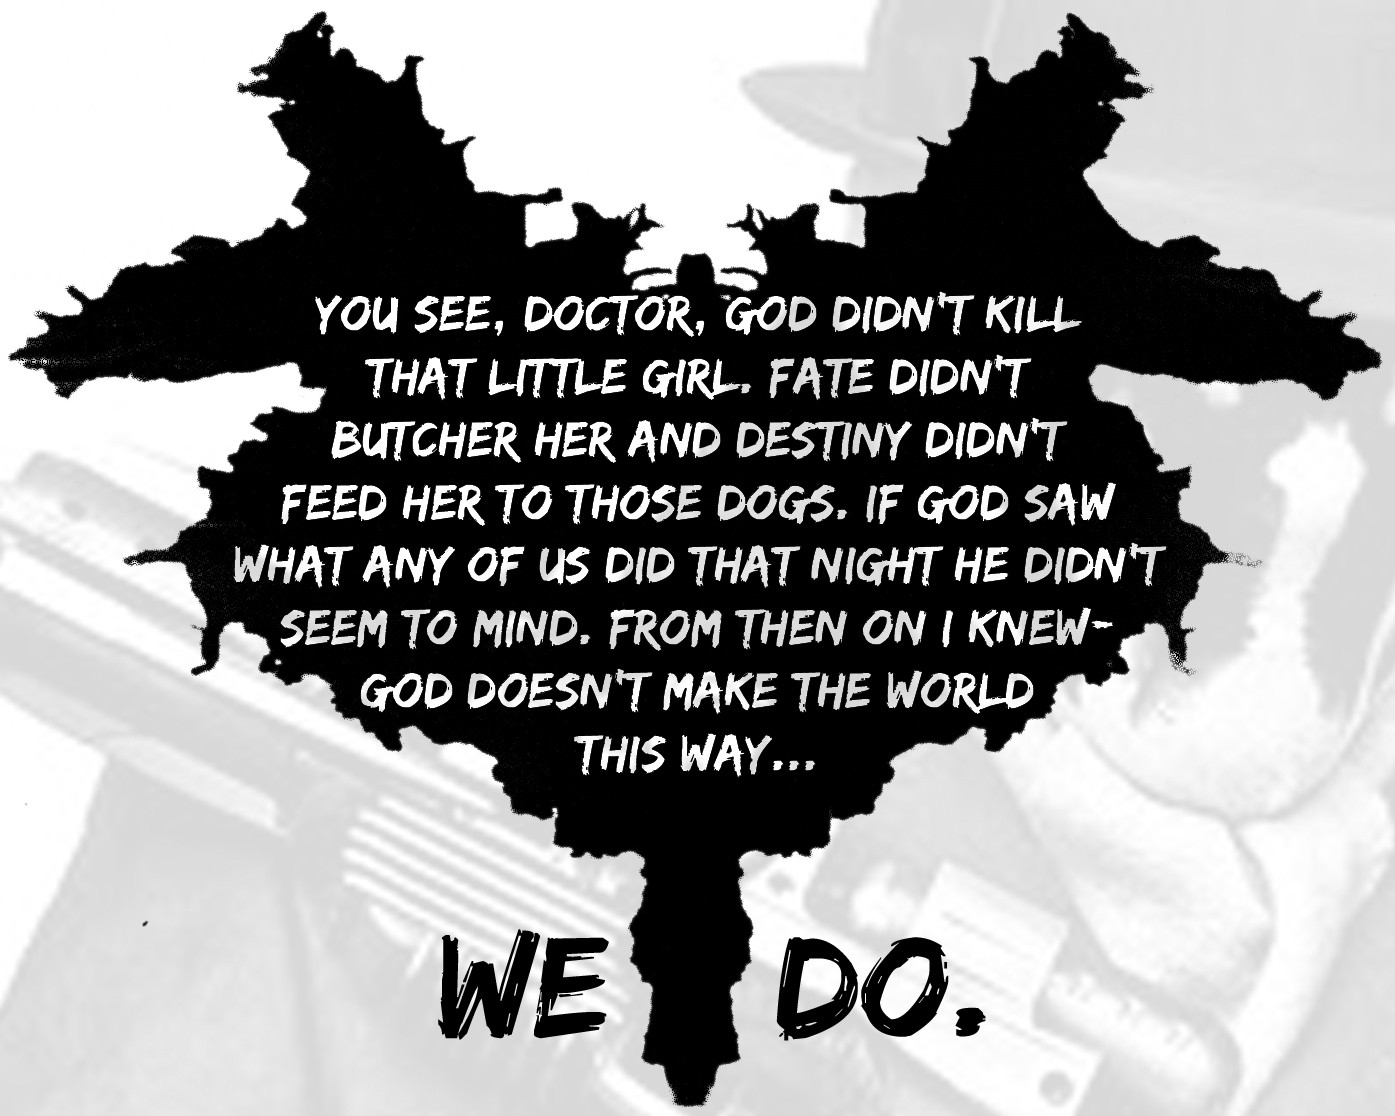 YOU SEE, DOCTOR, GOD DIDN'T KILL
THAT LITTLE GIRL. FATE DIDN'T
BUTCHER HER AND DESTINY DIDN'T
FEED HER TO THOSE DOGS. IF GOD SAW
WHAT ANY OF US DID THAT NIGHT HE DIDN'T
SEEM TO MIND. FROM THEN ON I KNEW-
GOD DOESN'T MAKE THE WORLD
THIS WAY...
WE DO.